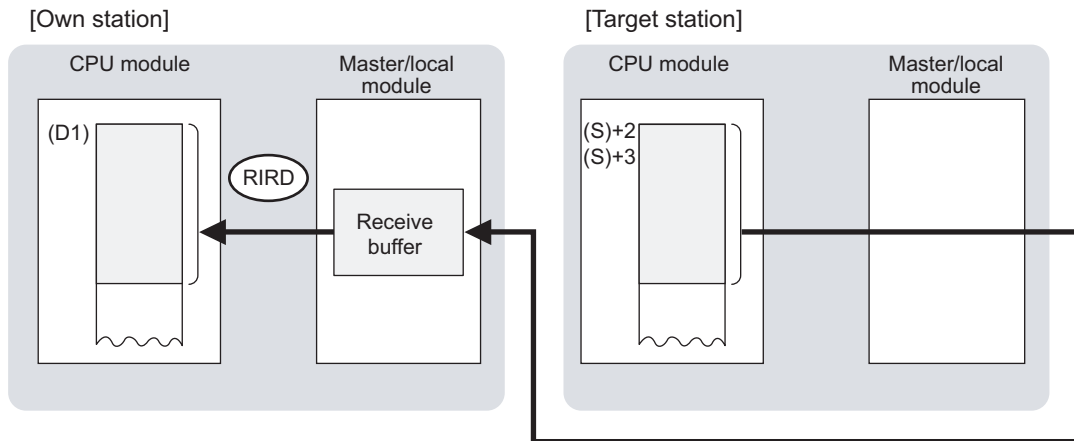 [Own station]
CPU module
Master/local
module
(D1)
RIRD
Receive
buffer
[Target station]
CPU module
Master/local
module
(S)+2
(S)+3